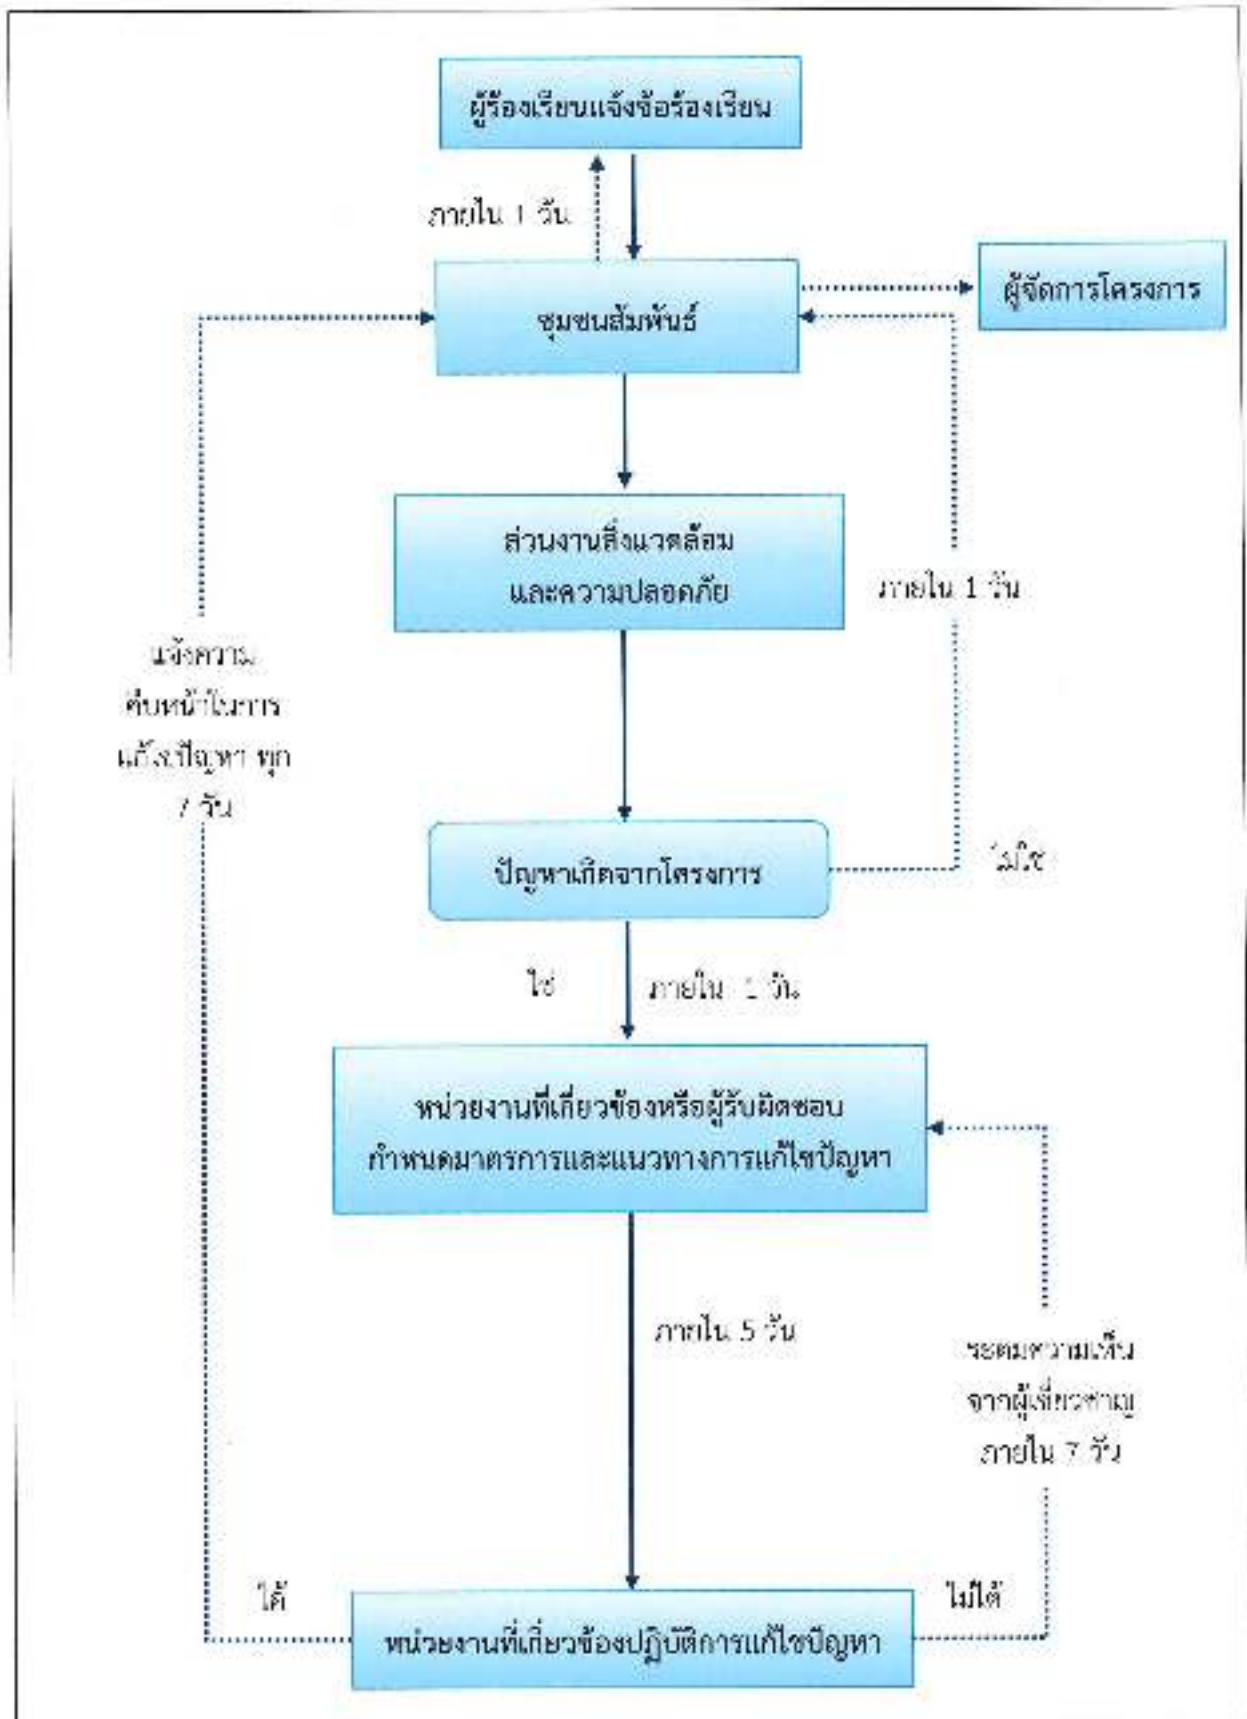 ผู้ร้องเรียนแจ้งข้อร้องเรียน
ภายใน 1 วัน
ผู้จัดการโครงการ
ชุมชนสัมพันธ์
ส่วนงานสิ่งแวดล้อม
และความปลอดภัย
ภายใน 1 วัน
แจ้งความ
คืบหน้าในการ
แก้ไขปัญหา ทุก
7 วัน
ปัญหาเกิดจากโครงการ
ไม่ใช่
ใช่
ภายใน 1 วัน
หน่วยงานที่เกี่ยวข้องหรือผู้รับผิดชอบ
กำหนดมาตรการและแนวทางการแก้ไขปัญหา
ภายใน 5 วัน
ระดมความเห็น
จากผู้เชี่ยวชาญ
ภายใน 7 วัน
ได้
ไม่ได้
หน่วยงานที่เกี่ยวข้องปฏิบัติการแก้ไขปัญหา